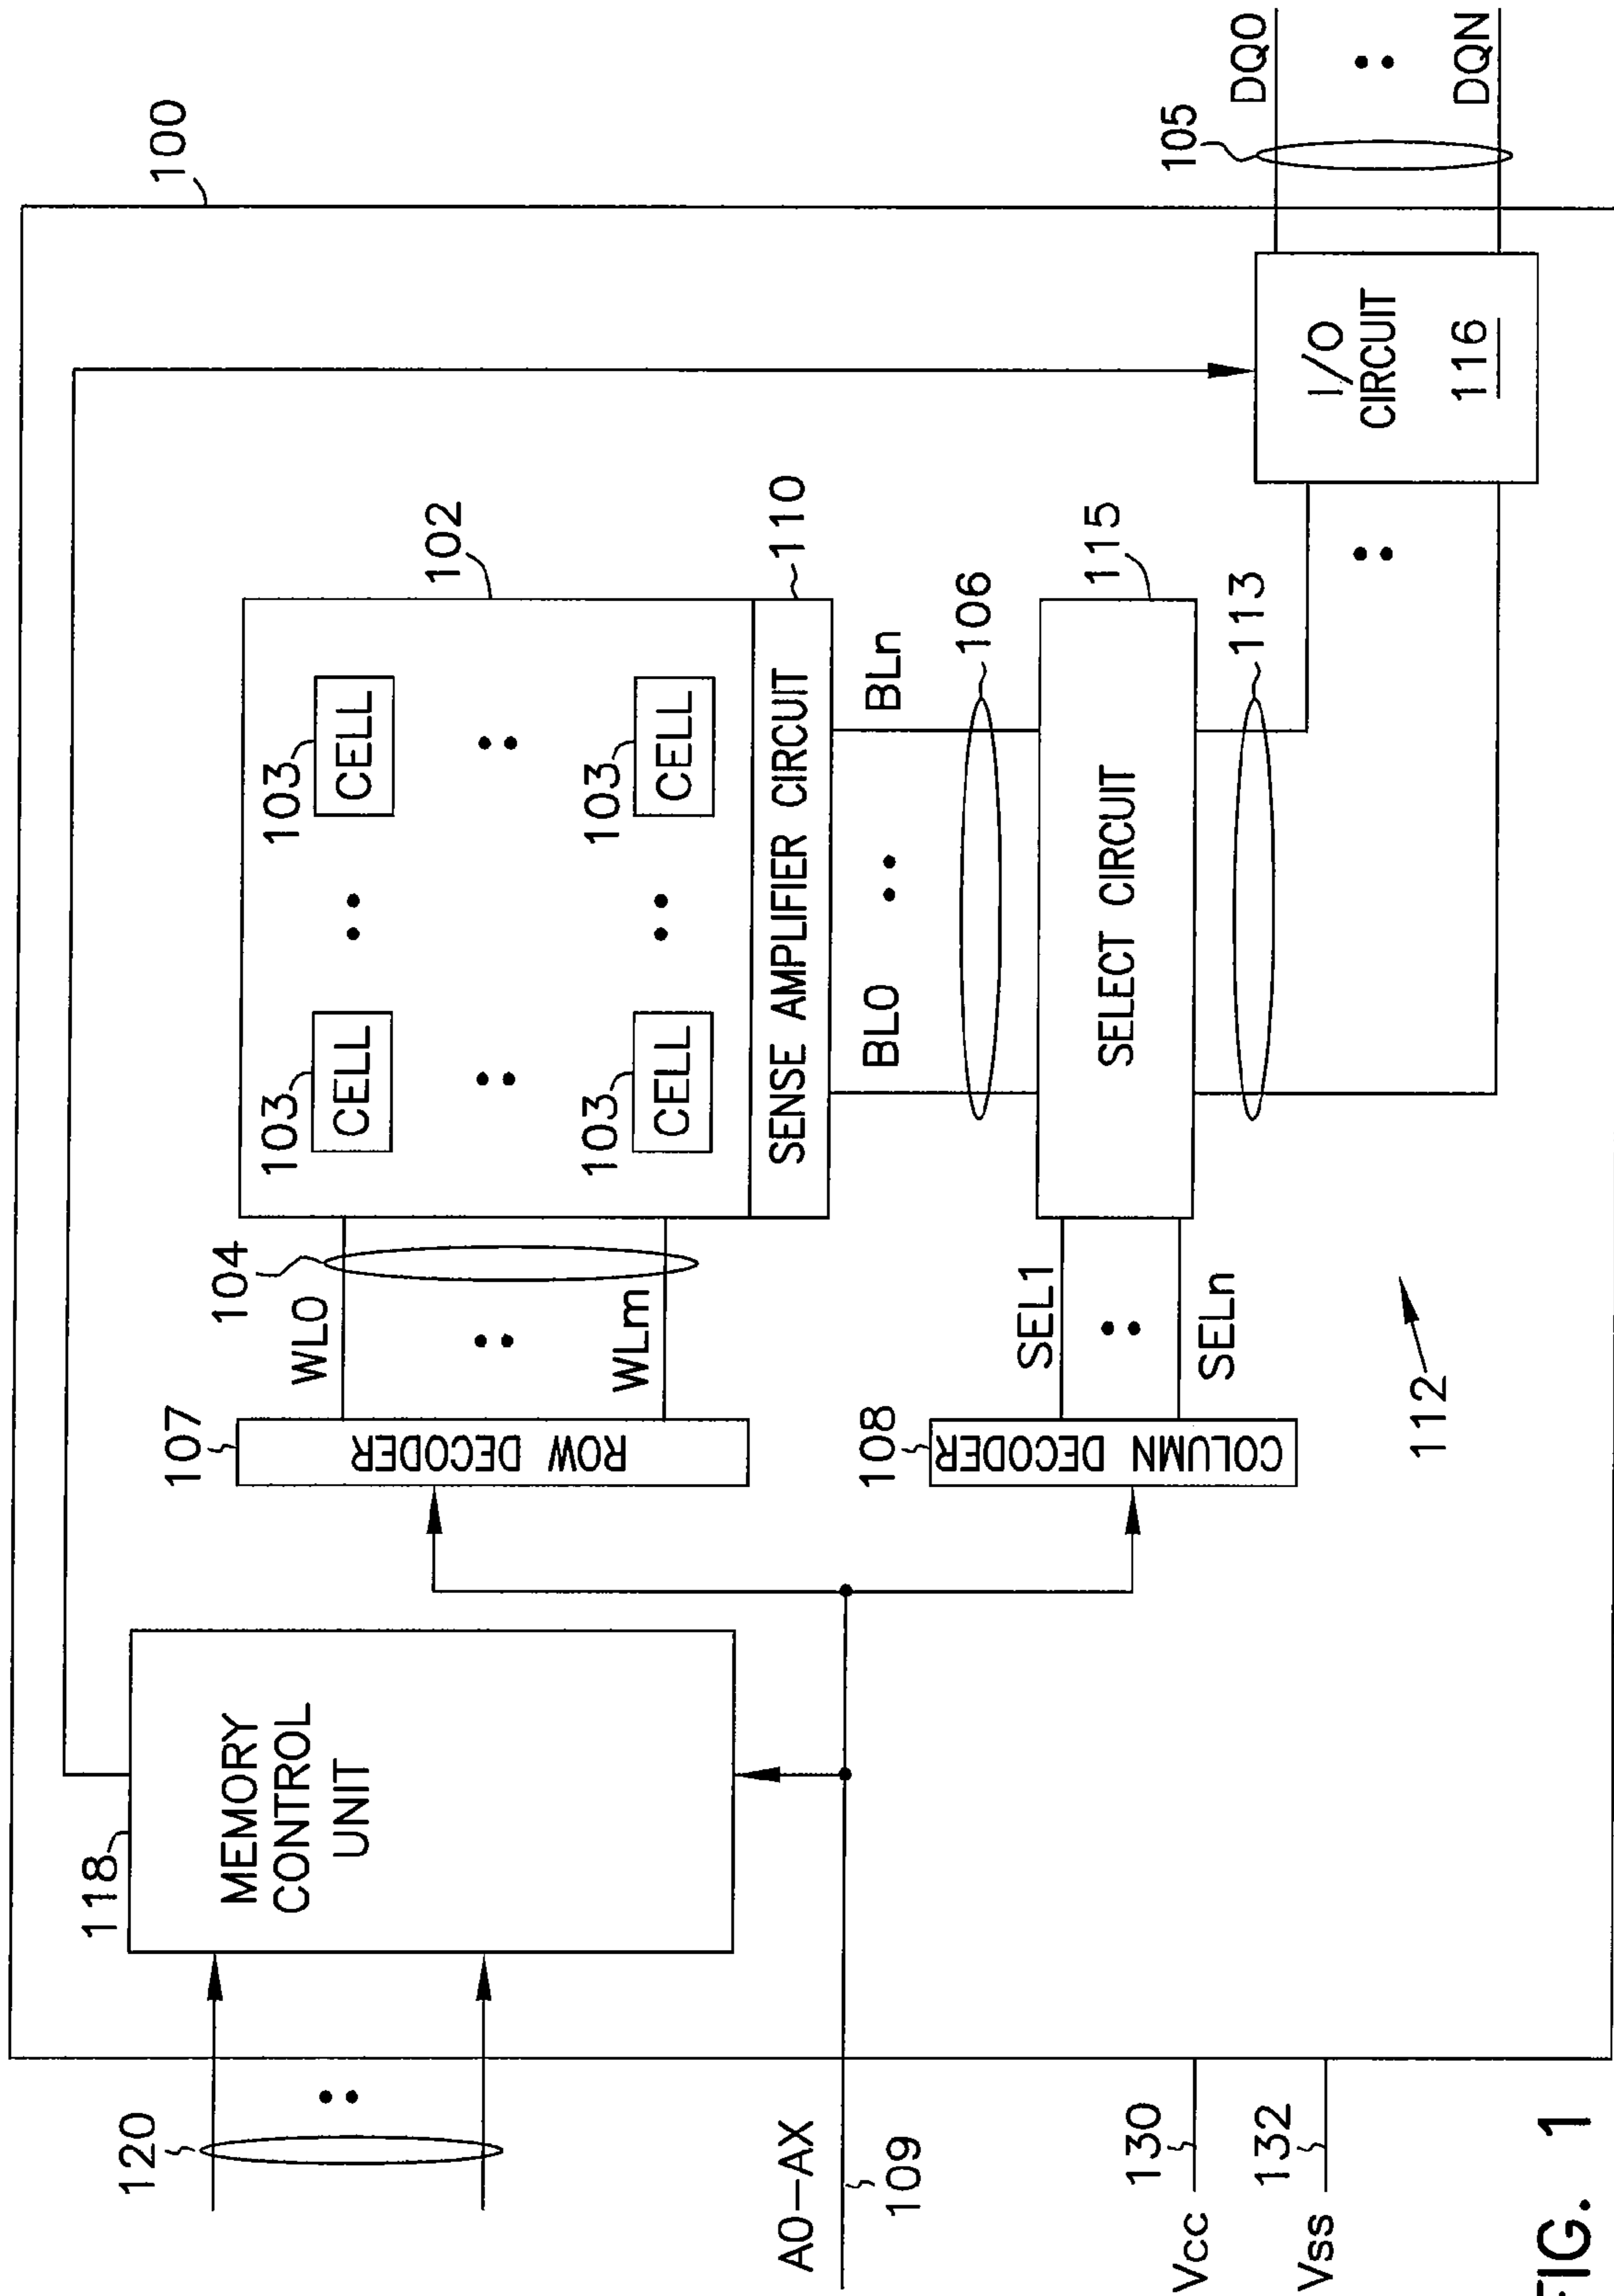 100
118
MEMORY
CONTROL
UNIT
120
102
103
CELL
103
CELL
103
CELL
103
CELL
104
WL0
WLm
107
ROW DECODER
SENSE AMPLIFIER CIRCUIT
110
BL0
BLn
106
A0-AX
109
108
COLUMN DECODER
SEL1
SELn
SELECT CIRCUIT
115
113
105
DQ0
DQN
I/O
CIRCUIT
116
112
Vcc
130
Vss
132
FIG. 1